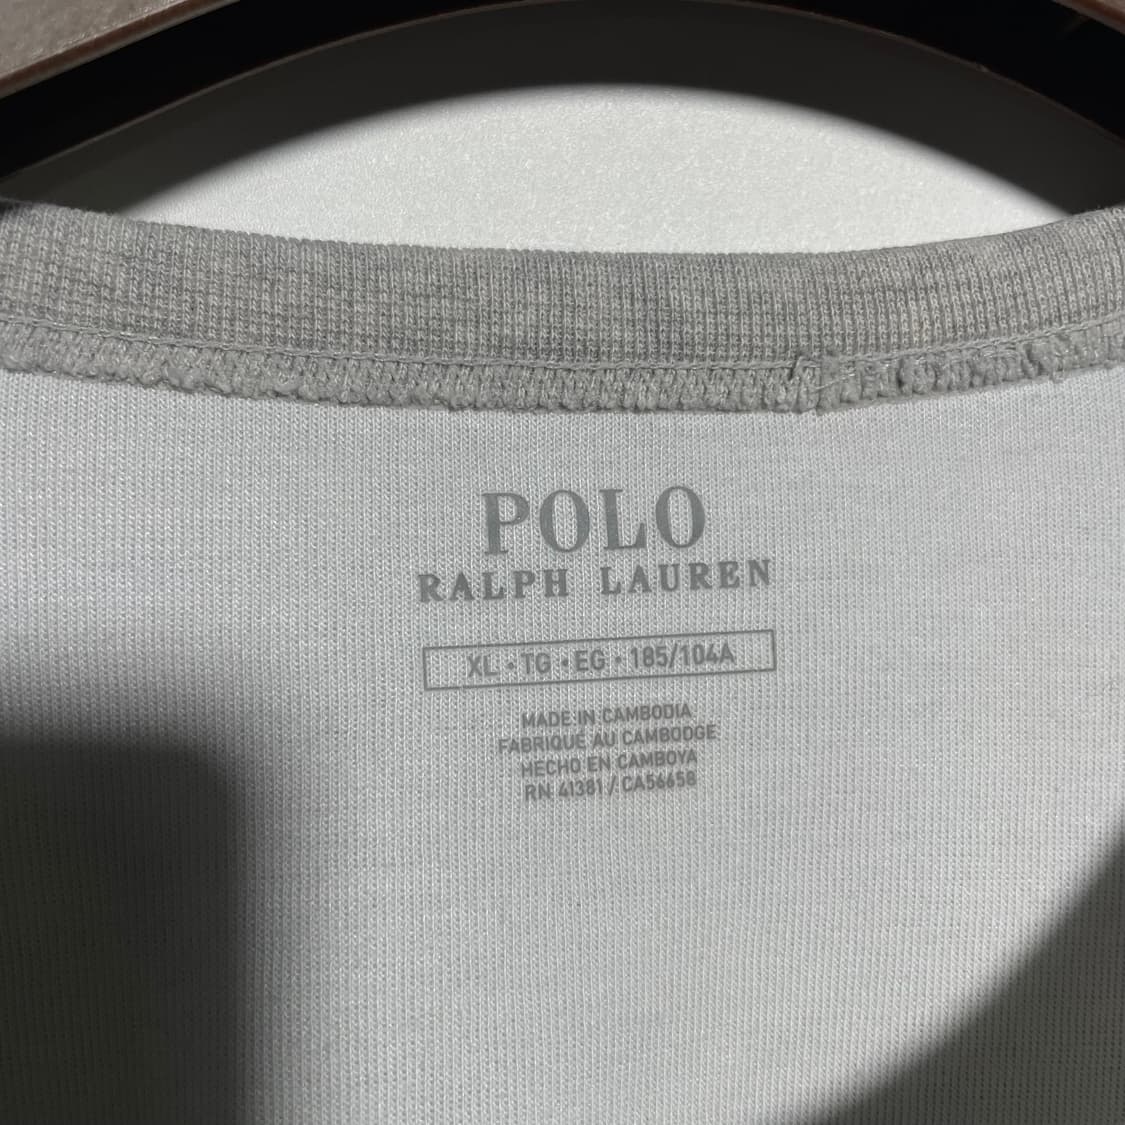 POLO
RALPH LAUREN
XL • TG • EG • 185/104A
MADE IN CAMBODIA
FABRIQUÉ AU CAMBODGE
HECHO EN CAMBOYA
RN 41381 / CA56658